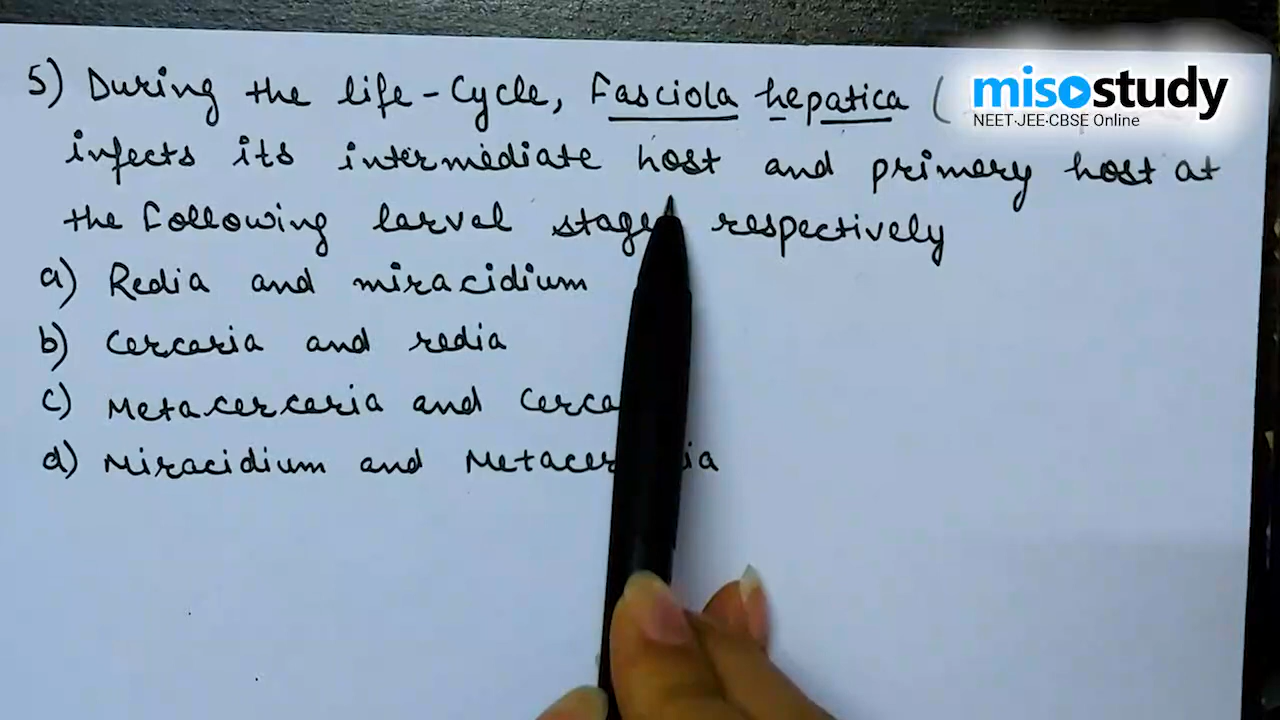 5) During the life-cycle, Fasciola hepatica (
misostudy
NEET-JEE-CBSE Online
infects its intermediate host and primary host at
the following larval stage respectively
a) Redia and miracidium
b) Cercaria and redia
c) Metacercaria and
d) Miracidium and